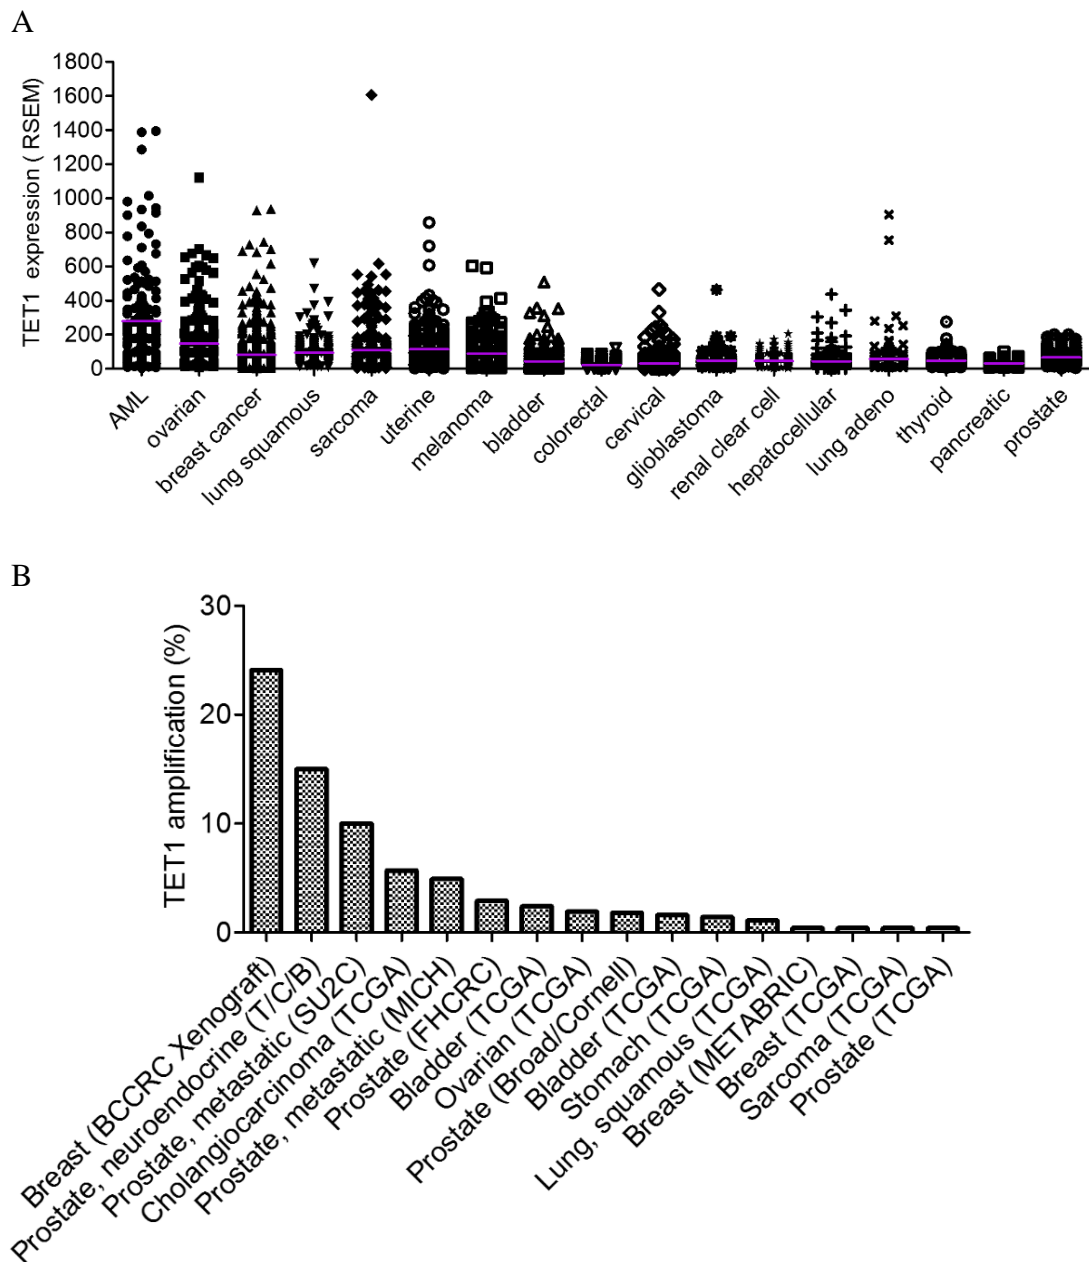 A
TET1 expression ( RSEM)
1800
1600
1400
1200
1000
800
600
400
200
0
AML
ovarian
breast cancer
lung squamous
sarcoma
uterine
melanoma
bladder
colorectal
cervical
glioblastoma
renal clear cell
hepatocellular
lung adeno
thyroid
pancreatic
prostate
B
TET1 amplification (%)
30
20
10
0
Breast (BCCRC Xenograft)
Prostate, neuroendocrine (T/C/B)
Prostate, metastatic (SU2C)
Cholangiocarcinoma (TCGA)
Prostate, metastatic (MICH)
Prostate (FHCRC)
Bladder (TCGA)
Ovarian (TCGA)
Prostate (Broad/Cornell)
Bladder (TCGA)
Stomach (TCGA)
Lung, squamous (TCGA)
Breast (METABRIC)
Breast (TCGA)
Sarcoma (TCGA)
Prostate (TCGA)